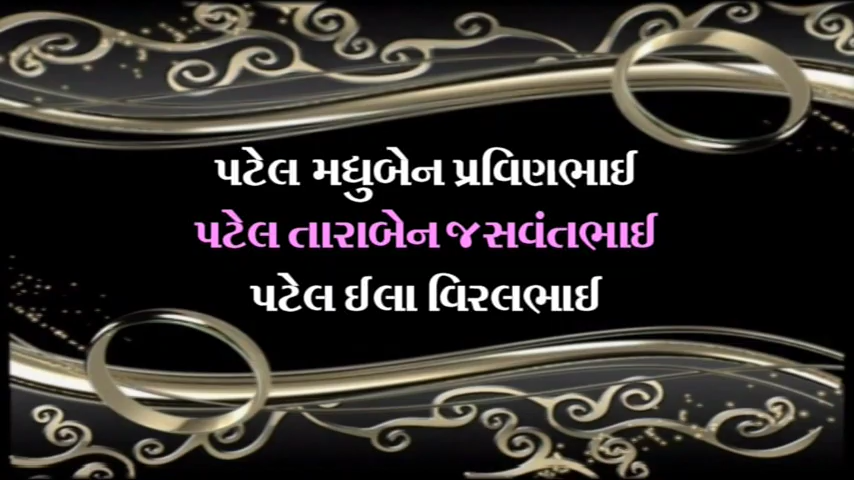 પટેલ મધુબેન પ્રવિણભાઈ
પટેલ તારાબેન જસવંતભાઈ
પટેલ ઈલા વિરલભાઈ